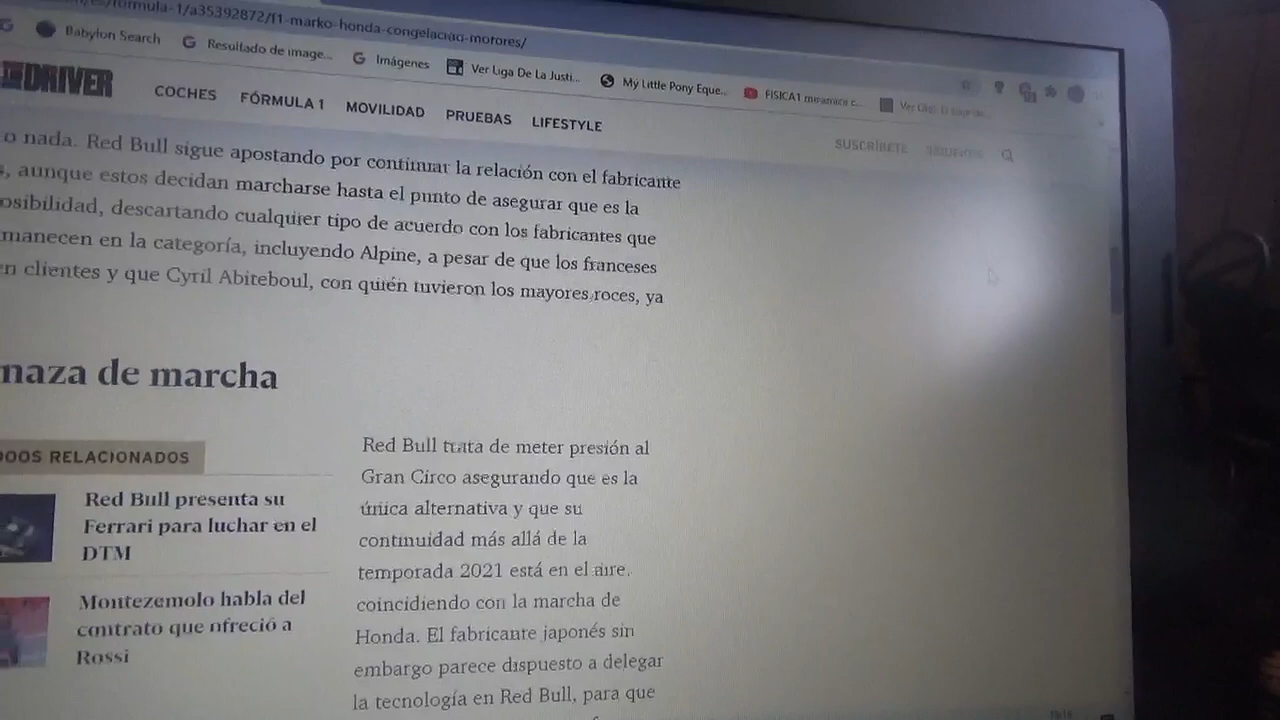 /formula-1/a35392872/f1-marko-honda-congelacion-motores/
Babylon Search
Resultado de image...
Imágenes
Ver Liga De La Justi...
My Little Pony Eque...
FISICA1 miramira c...
DRIVER
COCHES
FÓRMULA 1
MOVILIDAD
PRUEBAS
LIFESTYLE
SUSCRÍBETE
o nada. Red Bull sigue apostando por continuar la relación con el fabricante
s, aunque estos decidan marcharse hasta el punto de asegurar que es la
osibilidad, descartando cualquier tipo de acuerdo con los fabricantes que
manecen en la categoría, incluyendo Alpine, a pesar de que los franceses
en clientes y que Cyril Abiteboul, con quién tuvieron los mayores roces, ya
naza de marcha
DOS RELACIONADOS
Red Bull presenta su
Ferrari para luchar en el
DTM
Montezemolo habla del
contrato que ofreció a
Rossi
Red Bull trata de meter presión al
Gran Circo asegurando que es la
única alternativa y que su
continuidad más allá de la
temporada 2021 está en el aire,
coincidiendo con la marcha de
Honda. El fabricante japonés sin
embargo parece dispuesto a delegar
la tecnología en Red Bull, para que